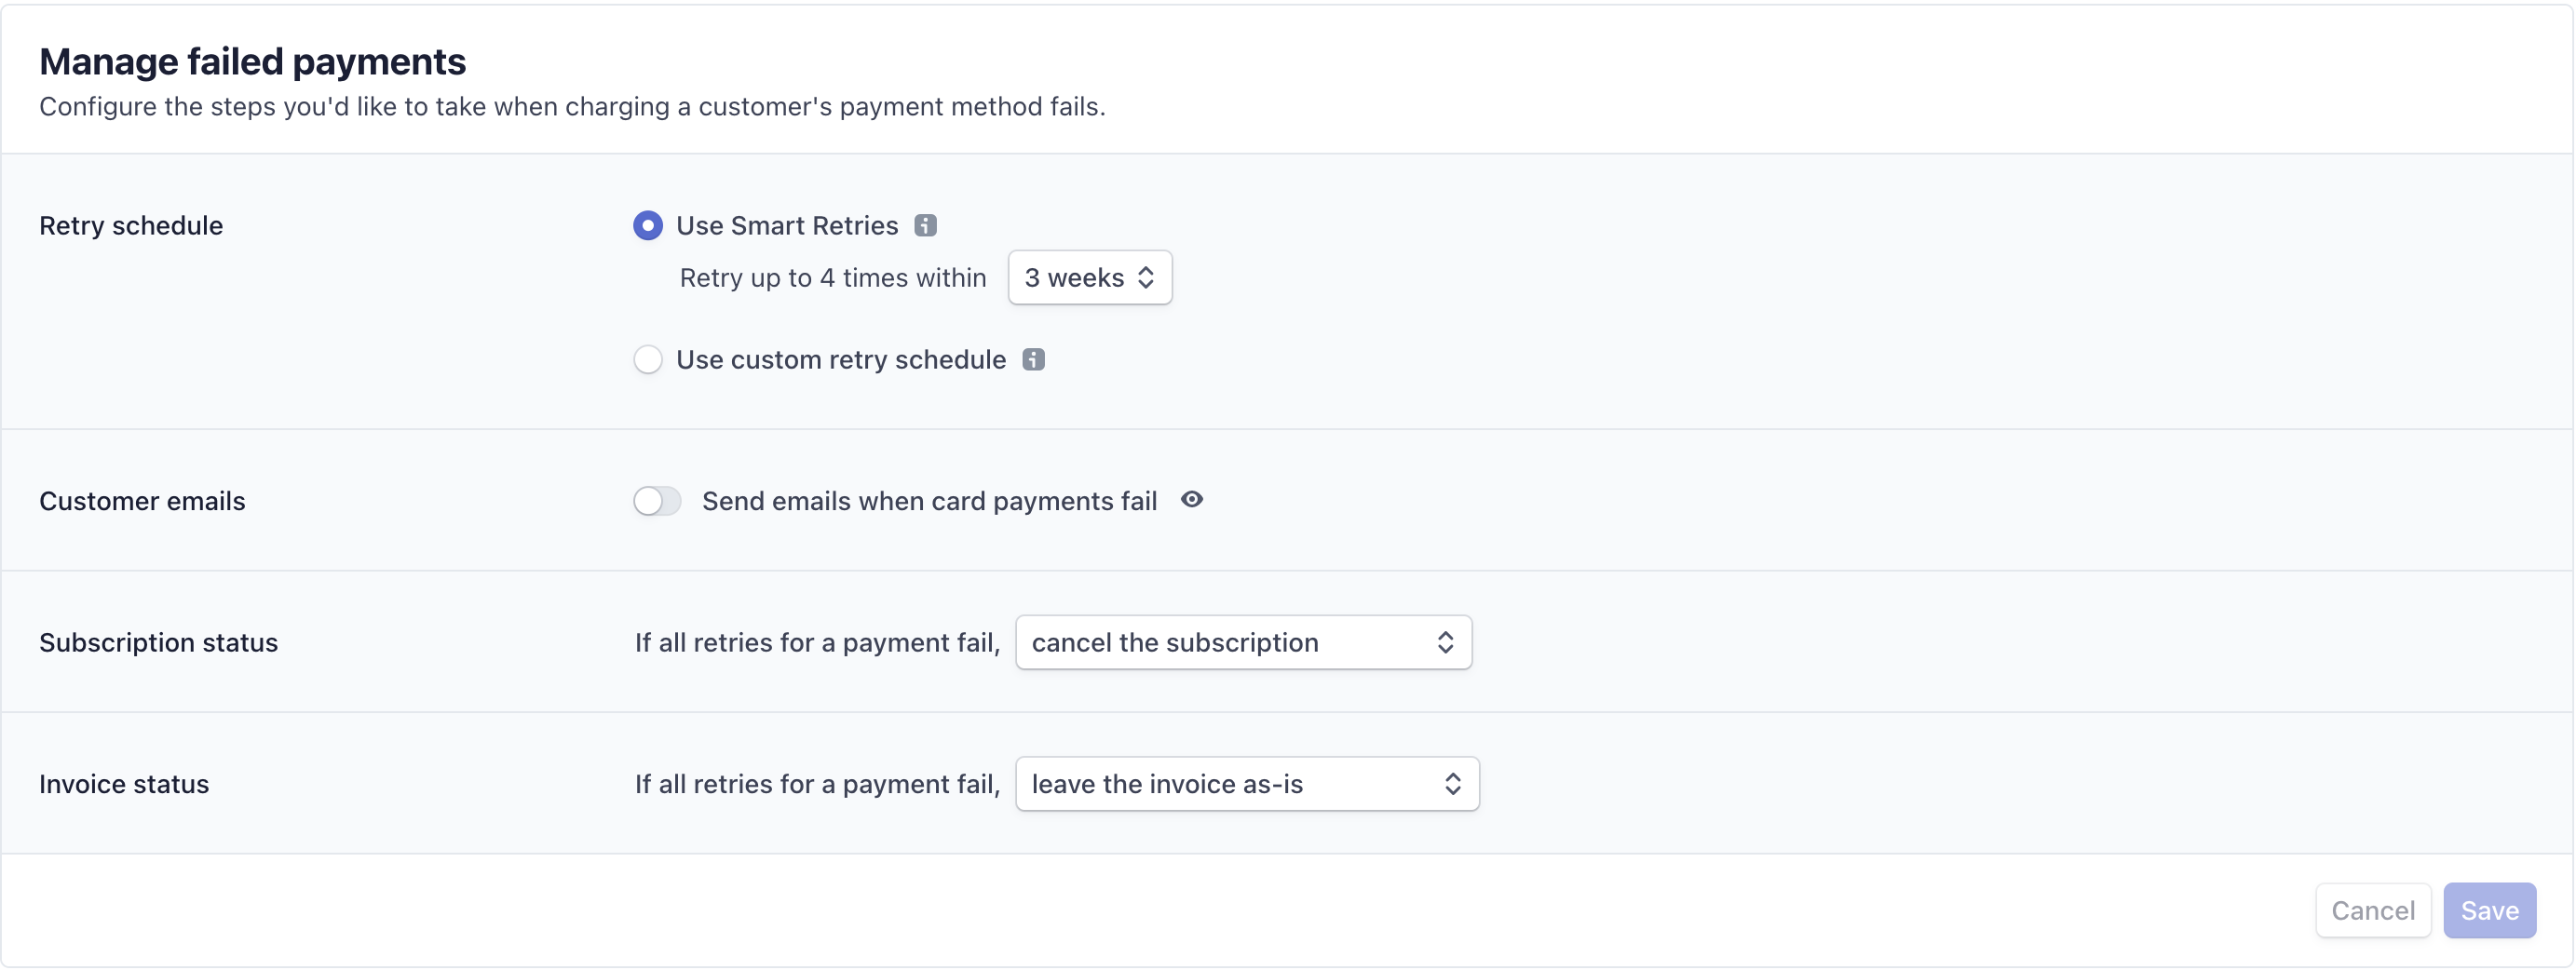 Manage failed payments
Configure the steps you'd like to take when charging a customer's payment method fails.
Retry schedule
Use Smart Retries
Retry up to 4 times within 3 weeks
Use custom retry schedule
Customer emails
Send emails when card payments fail
Subscription status
If all retries for a payment fail, cancel the subscription
Invoice status
If all retries for a payment fail, leave the invoice as-is
Cancel Save